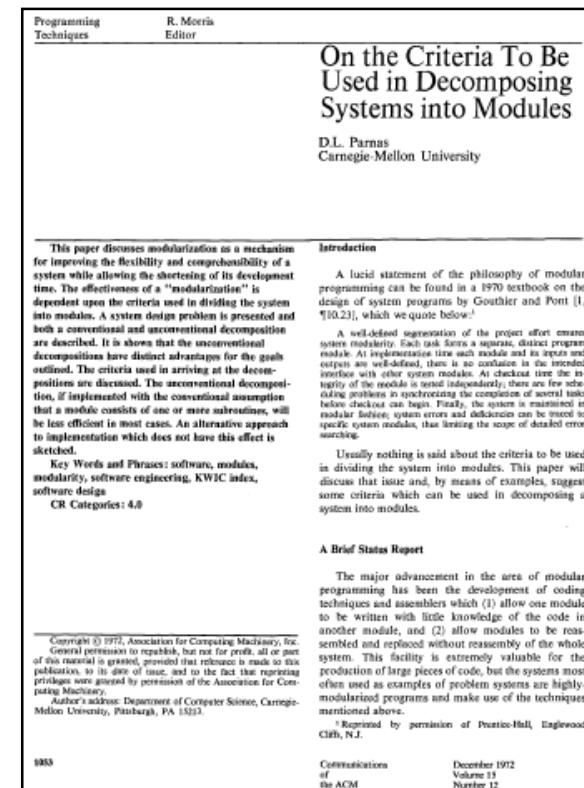 Programming
Techniques
R. Morris
Editor
On the Criteria To Be
Used in Decomposing
Systems into Modules
D.L. Parnas
Carnegie-Mellon University
This paper discusses modularization as a mechanism
for improving the flexibility and comprehensibility of a
system while allowing the shortening of its development
time. The effectiveness of a "modularization" is
dependent upon the criteria used in dividing the system
into modules. A system design problem is presented and
both a conventional and unconventional decomposition
are described. It is shown that the unconventional
decompositions have distinct advantages for the goals
outlined. The criteria used in arriving at the decom-
positions are discussed. The unconventional decomposi-
tion, if implemented with the conventional assumption
that a module consists of one or more subroutines, will
be less efficient in most cases. An alternative approach
to implementation which does not have this effect is
sketched.
Key Words and Phrases: software, modules,
modularity, software engineering, KWIC index,
software design
CR Categories: 4.0
Copyright © 1972, Association for Computing Machinery, Inc.
General permission to republish, but not for profit, all or part
of this material is granted, provided that reference is made to this
publication, to its date of issue, and to the fact that reprinting
privileges were granted by permission of the Association for Com-
puting Machinery.
Author's address: Department of Computer Science, Carnegie-
Mellon University, Pittsburgh, PA 15213.
1053
Introduction
A lucid statement of the philosophy of modular
programming can be found in a 1970 textbook on the
design of system programs by Gouthier and Pont [1,
¶10.23], which we quote below:¹
A well-defined segmentation of the project effort ensures
system modularity. Each task forms a separate, distinct program
module. At implementation time each module and its inputs and
outputs are well-defined, there is no confusion in the intended
interface with other system modules. At checkout time the in-
tegrity of the module is tested independently; there are few sche-
duling problems in synchronizing the completion of several tasks
before checkout can begin. Finally, the system is maintained in
modular fashion; system errors and deficiencies can be traced to
specific system modules, thus limiting the scope of detailed error
searching.
Usually nothing is said about the criteria to be used
in dividing the system into modules. This paper will
discuss that issue and, by means of examples, suggest
some criteria which can be used in decomposing a
system into modules.
A Brief Status Report
The major advancement in the area of modular
programming has been the development of coding
techniques and assemblers which (1) allow one module
to be written with little knowledge of the code in
another module, and (2) allow modules to be reas-
sembled and replaced without reassembly of the whole
system. This facility is extremely valuable for the
production of large pieces of code, but the systems most
often used as examples of problem systems are highly-
modularized programs and make use of the techniques
mentioned above.
¹ Reprinted by permission of Prentice-Hall, Englewood
Cliffs, N.J.
Communications
of
the ACM
December 1972
Volume 15
Number 12